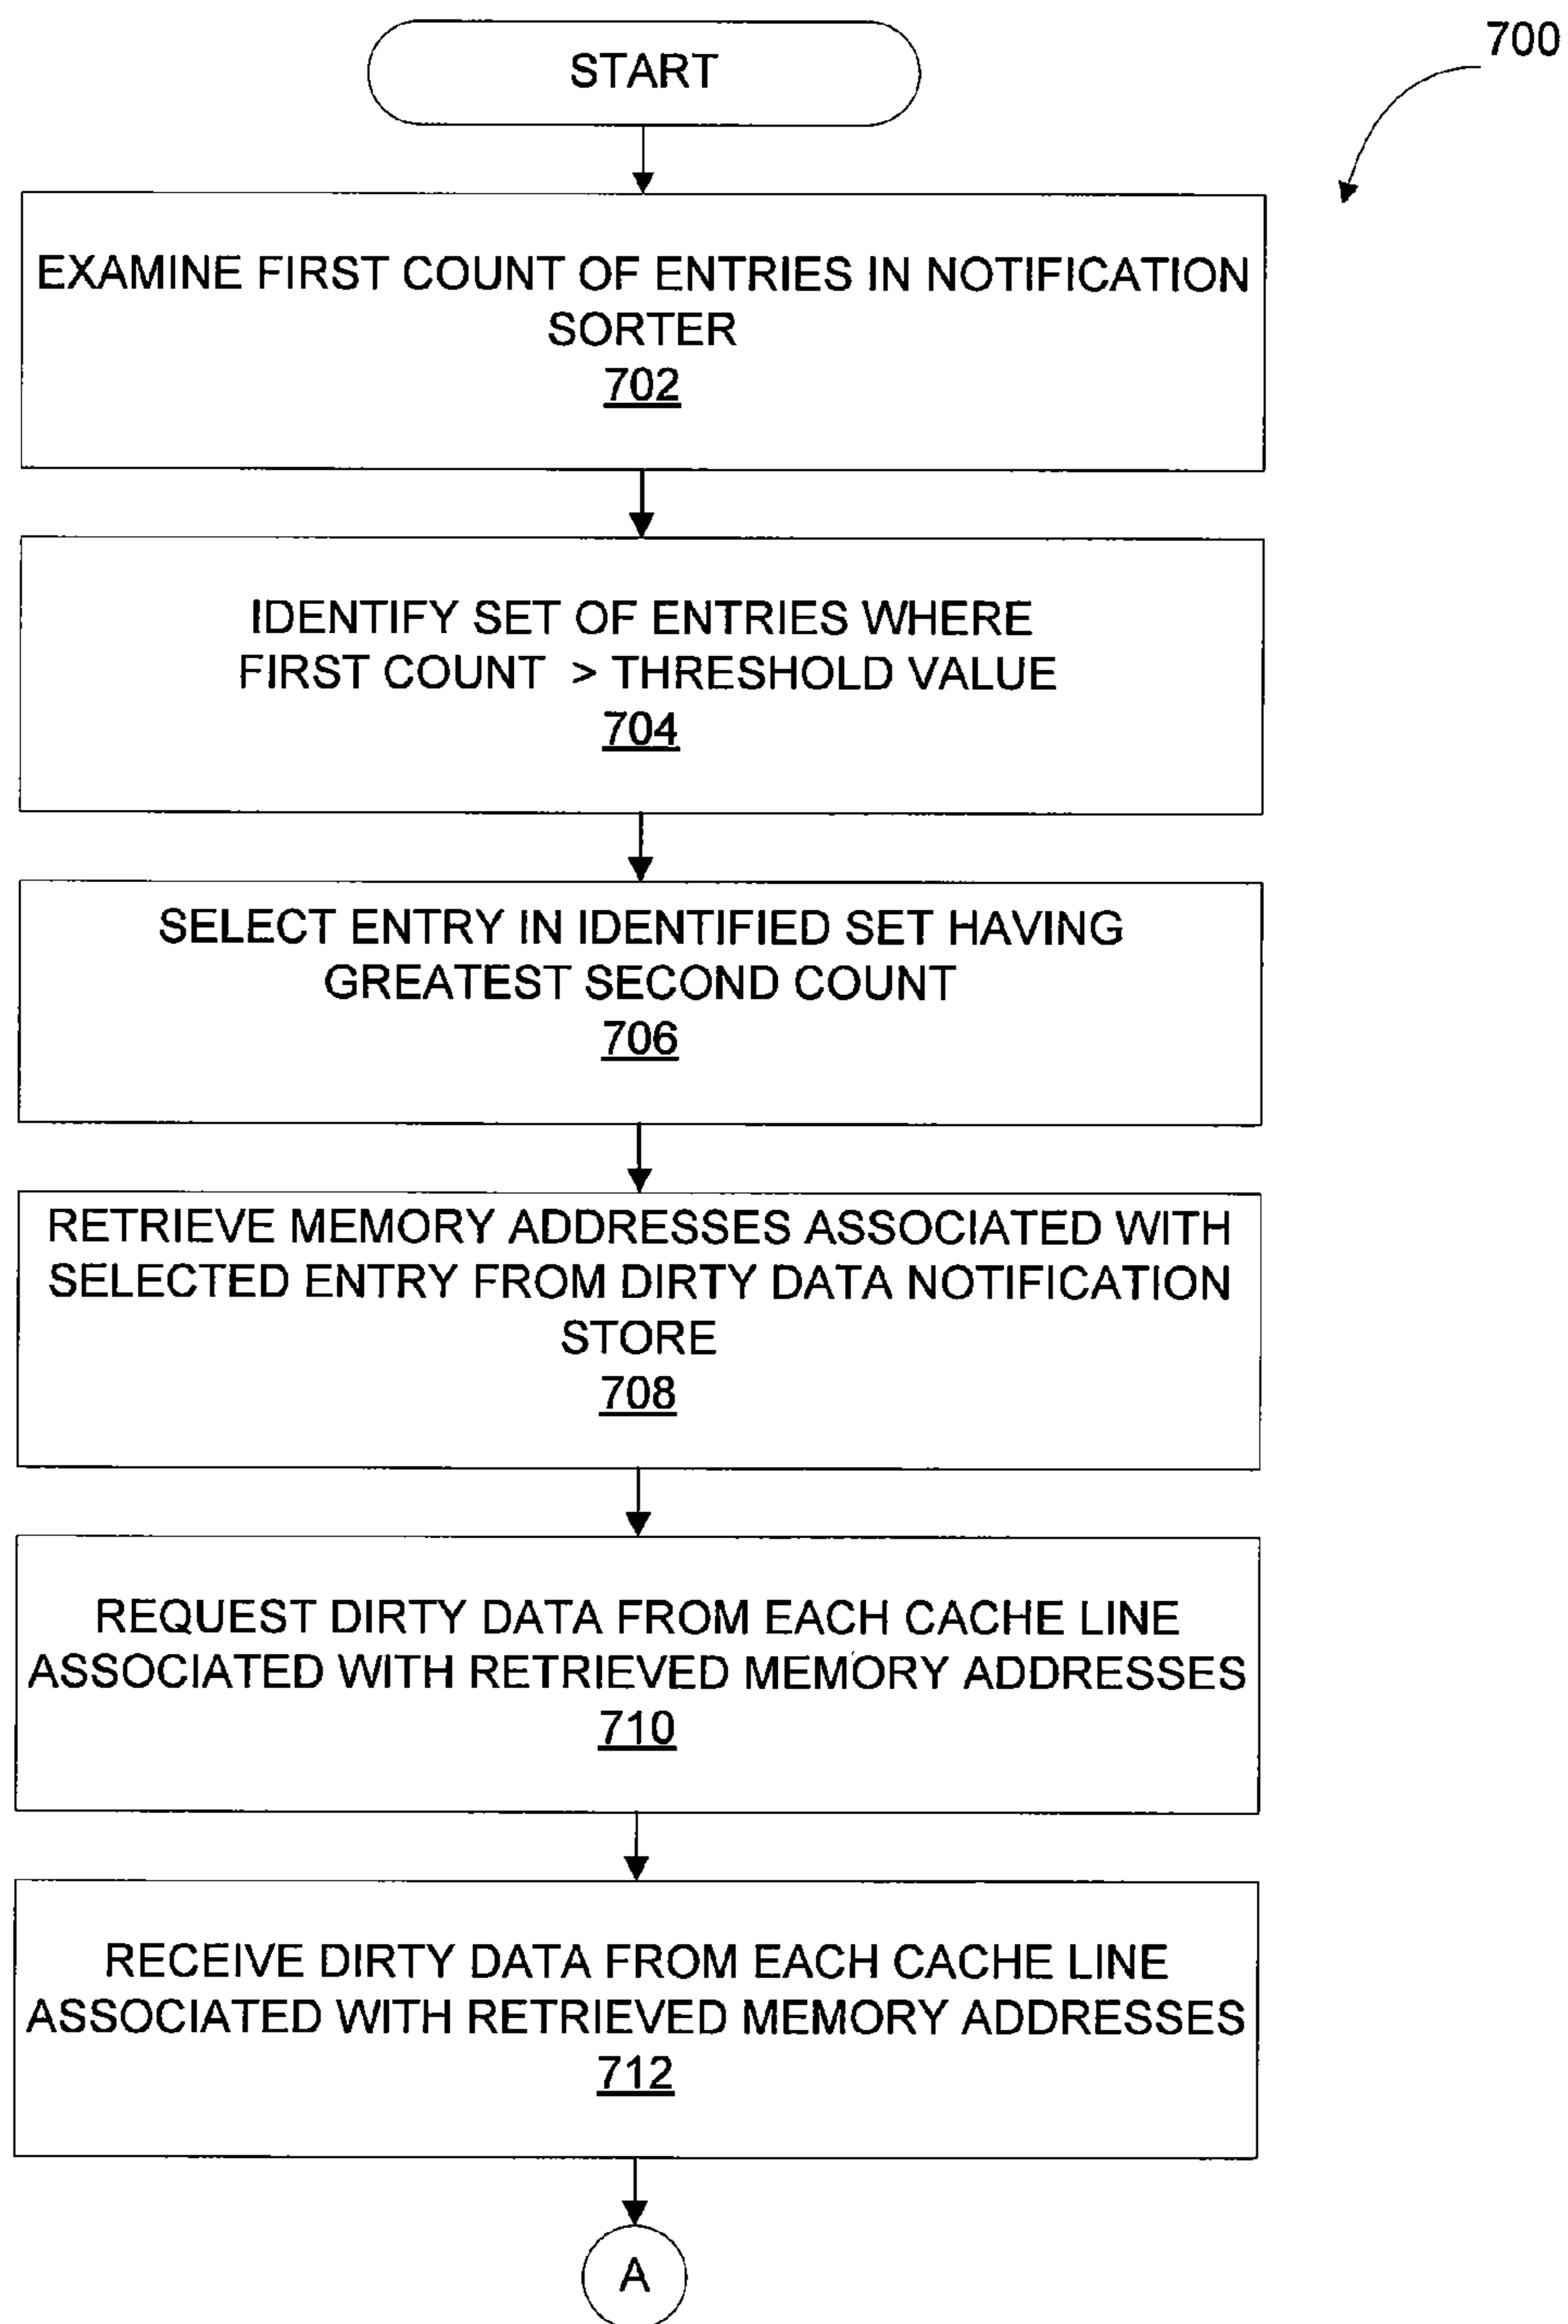 START
700
EXAMINE FIRST COUNT OF ENTRIES IN NOTIFICATION
SORTER
702
IDENTIFY SET OF ENTRIES WHERE
FIRST COUNT > THRESHOLD VALUE
704
SELECT ENTRY IN IDENTIFIED SET HAVING
GREATEST SECOND COUNT
706
RETRIEVE MEMORY ADDRESSES ASSOCIATED WITH
SELECTED ENTRY FROM DIRTY DATA NOTIFICATION
STORE
708
REQUEST DIRTY DATA FROM EACH CACHE LINE
ASSOCIATED WITH RETRIEVED MEMORY ADDRESSES
710
RECEIVE DIRTY DATA FROM EACH CACHE LINE
ASSOCIATED WITH RETRIEVED MEMORY ADDRESSES
712
A